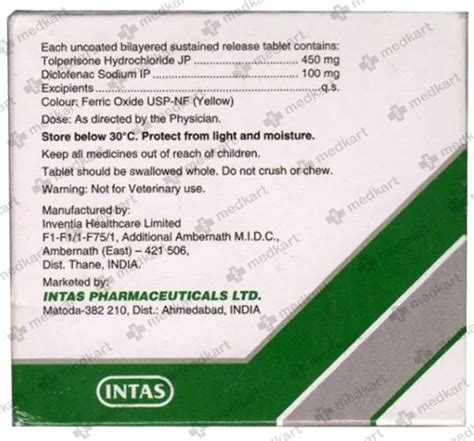 Each uncoated bilayered sustained release tablet contains:
Tolperisone Hydrochloride JP ........................ 450 mg
Diclofenac Sodium IP ........................ 100 mg
Excipients ........................ q.s.
Colour: Ferric Oxide USP-NF (Yellow)
Dose: As directed by the Physician.
Store below 30°C. Protect from light and moisture.
Keep all medicines out of reach of children.
Tablet should be swallowed whole. Do not crush or chew.
Warning: Not for Veterinary use.
Manufactured by:
Inventia Healthcare Limited
F1-F1/1-F75/1, Additional Ambernath M.I.D.C.,
Ambernath (East) – 421 506,
Dist. Thane, INDIA.
Marketed by:
INTAS PHARMACEUTICALS LTD.
Matoda-382 210, Dist.: Ahmedabad, INDIA
INTAS
medkart